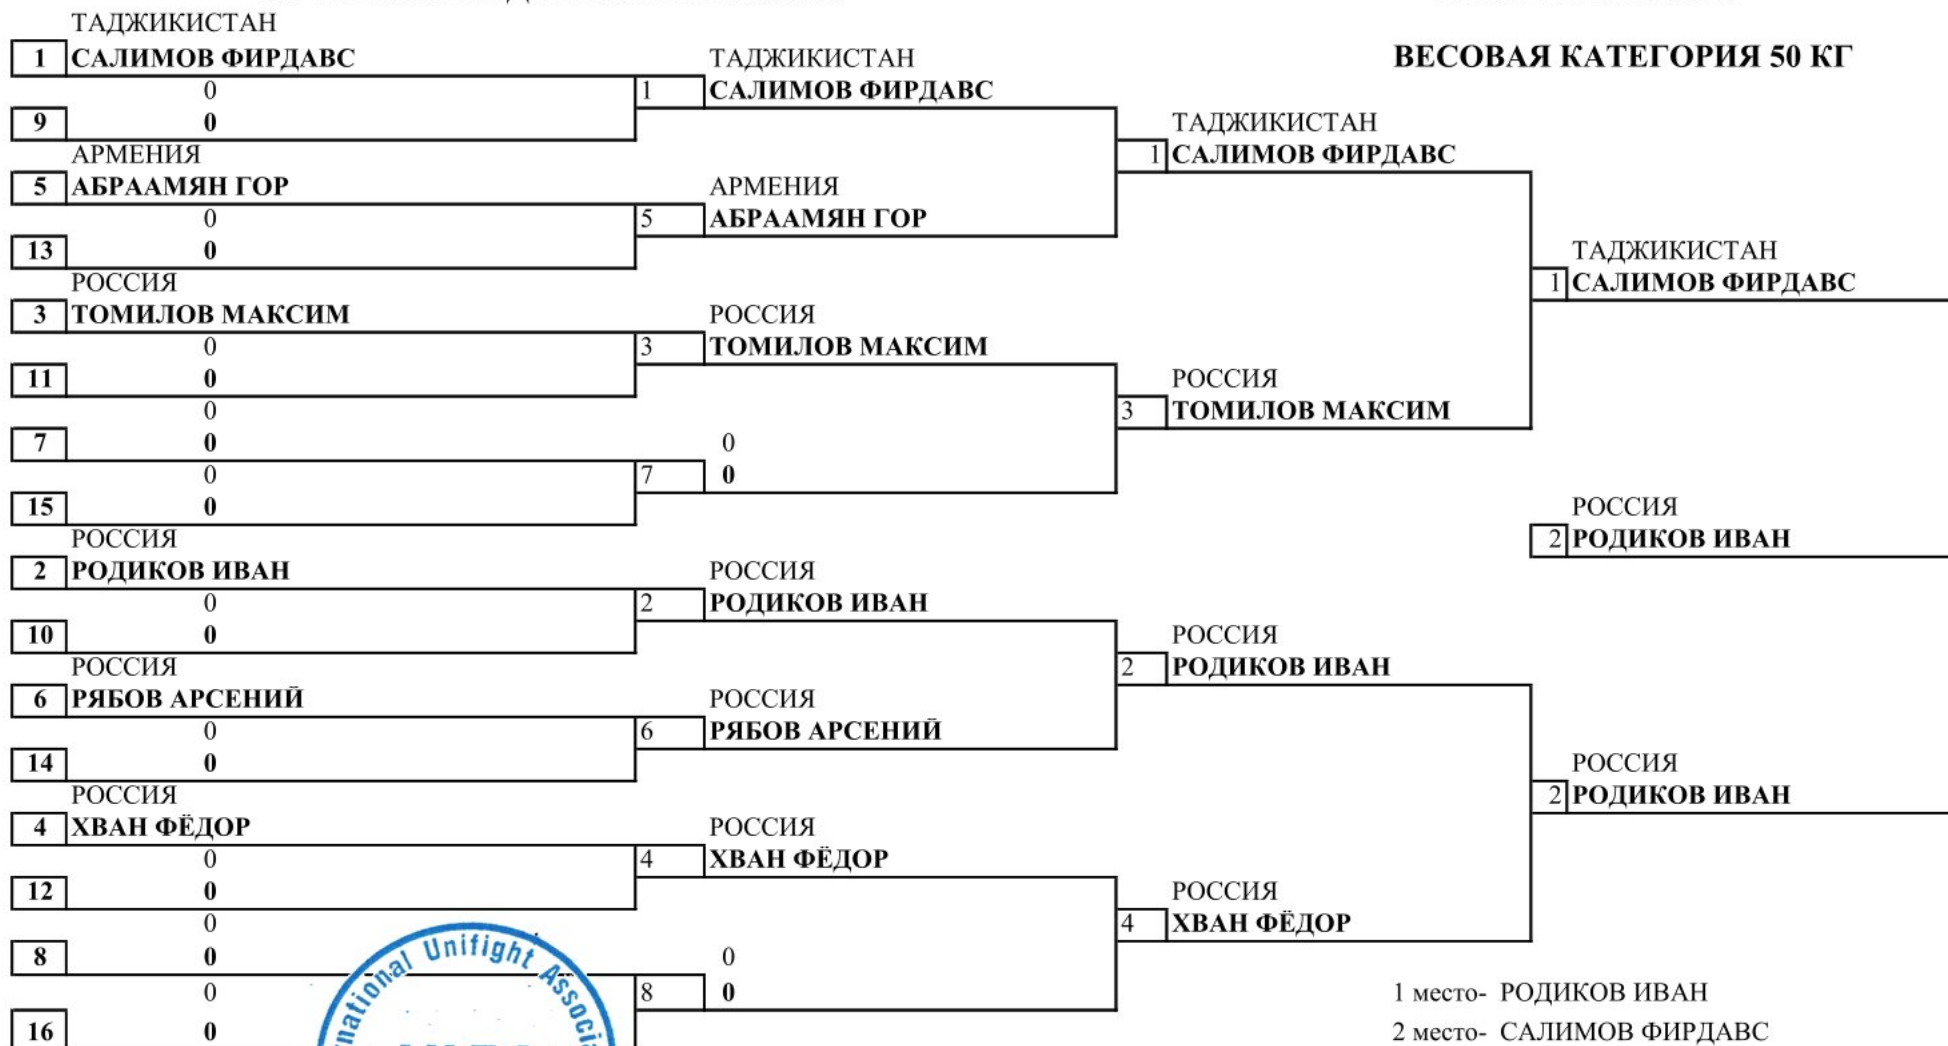 ТАДЖИКИСТАН
1 САЛИМОВ ФИРДАВС
0
9 0
АРМЕНИЯ
5 АБРААМЯН ГОР
0
13 0
РОССИЯ
3 ТОМИЛОВ МАКСИМ
0
11 0
0
7 0
0
15 0
РОССИЯ
2 РОДИКОВ ИВАН
0
10 0
РОССИЯ
6 РЯБОВ АРСЕНИЙ
0
14 0
РОССИЯ
4 ХВАН ФЁДОР
0
12 0
0
8 0
0
16 0
ТАДЖИКИСТАН
1 САЛИМОВ ФИРДАВС
АРМЕНИЯ
5 АБРААМЯН ГОР
РОССИЯ
3 ТОМИЛОВ МАКСИМ
0
7 0
РОССИЯ
2 РОДИКОВ ИВАН
РОССИЯ
6 РЯБОВ АРСЕНИЙ
РОССИЯ
4 ХВАН ФЁДОР
0
8 0
ВЕСОВАЯ КАТЕГОРИЯ 50 КГ
ТАДЖИКИСТАН
1 САЛИМОВ ФИРДАВС
РОССИЯ
3 ТОМИЛОВ МАКСИМ
РОССИЯ
2 РОДИКОВ ИВАН
РОССИЯ
4 ХВАН ФЁДОР
ТАДЖИКИСТАН
1 САЛИМОВ ФИРДАВС
РОССИЯ
2 РОДИКОВ ИВАН
РОССИЯ
2 РОДИКОВ ИВАН
1 место- РОДИКОВ ИВАН
2 место- САЛИМОВ ФИРДАВС
Unifight